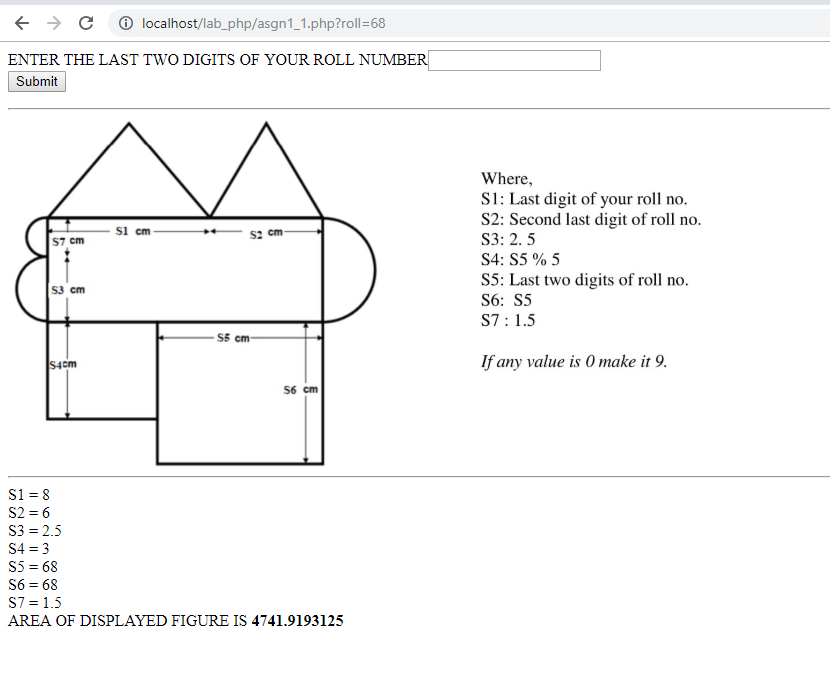 localhost/lab_php/asgn1_1.php?roll=68
ENTER THE LAST TWO DIGITS OF YOUR ROLL NUMBER
Submit
S1 cm
S2 cm
S7 cm
S3 cm
S5 cm
S4cm
S6 cm
Where,
S1: Last digit of your roll no.
S2: Second last digit of roll no.
S3: 2. 5
S4: S5 % 5
S5: Last two digits of roll no.
S6: S5
S7 : 1.5
If any value is 0 make it 9.
S1 = 8
S2 = 6
S3 = 2.5
S4 = 3
S5 = 68
S6 = 68
S7 = 1.5
AREA OF DISPLAYED FIGURE IS 4741.9193125